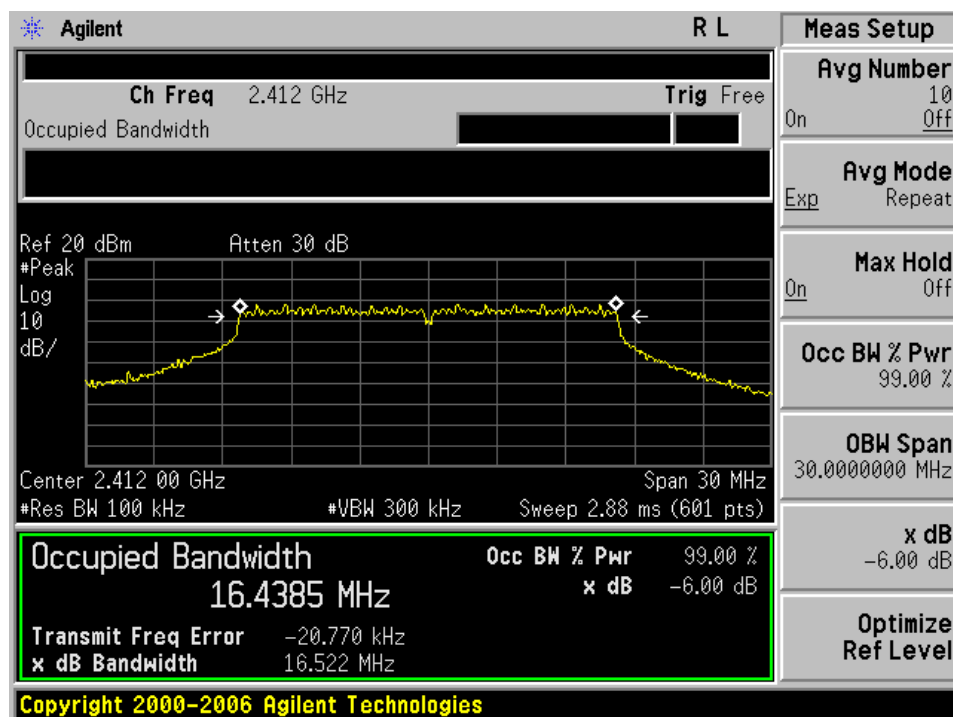 Agilent R L
Ch Freq 2.412 GHz Trig Free
Occupied Bandwidth
Ref 20 dBm Atten 30 dB
#Peak
Log
10
dB/
Center 2.412 00 GHz Span 30 MHz
#Res BW 100 kHz #VBW 300 kHz Sweep 2.88 ms (601 pts)
Occupied Bandwidth Occ BW % Pwr 99.00 %
16.4385 MHz x dB -6.00 dB
Transmit Freq Error -20.770 kHz
x dB Bandwidth 16.522 MHz
Copyright 2000-2006 Agilent Technologies
Meas Setup
Avg Number
10
On Off
Avg Mode
Exp Repeat
Max Hold
On Off
Occ BW % Pwr
99.00 %
OBW Span
30.0000000 MHz
x dB
-6.00 dB
Optimize
Ref Level